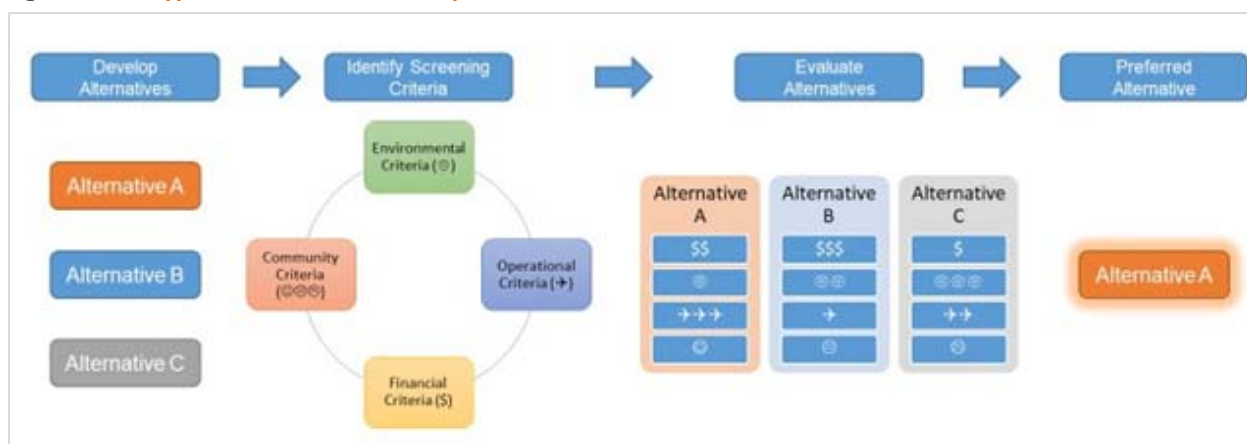 Develop
Alternatives
Identify Screening
Criteria
Evaluate
Alternatives
Preferred
Alternative
Alternative A
Alternative B
Alternative C
Environmental
Criteria (☹)
Community
Criteria
(☺😐☹)
Operational
Criteria (✈)
Financial
Criteria ($)
Alternative
A
$$
✈✈✈
☺
Alternative
B
$$$
✈
😐
Alternative
C
$
✈✈
☹
Alternative A